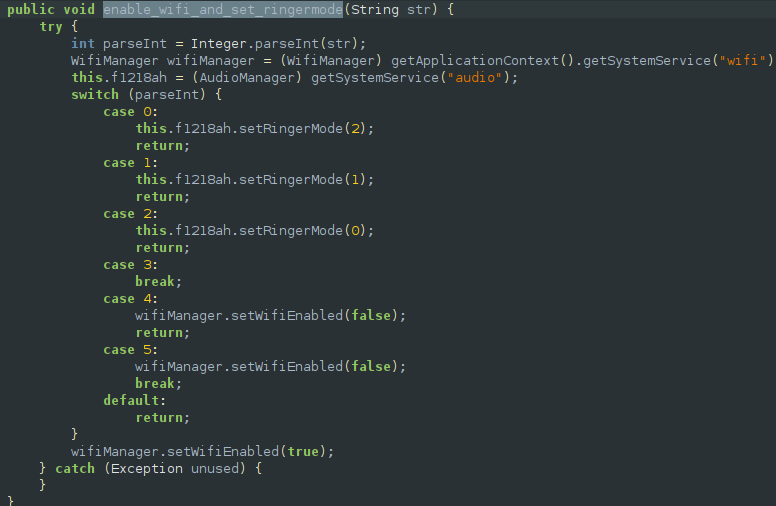 public void enable_wifi_and_set_ringermode(String str) {
    try {
        int parseInt = Integer.parseInt(str);
        WifiManager wifiManager = (WifiManager) getApplicationContext().getSystemService("wifi")
        this.f1218ah = (AudioManager) getSystemService("audio");
        switch (parseInt) {
            case 0:
                this.f1218ah.setRingerMode(2);
                return;
            case 1:
                this.f1218ah.setRingerMode(1);
                return;
            case 2:
                this.f1218ah.setRingerMode(0);
                return;
            case 3:
                break;
            case 4:
                wifiManager.setWifiEnabled(false);
                return;
            case 5:
                wifiManager.setWifiEnabled(false);
                break;
            default:
                return;
        }
        wifiManager.setWifiEnabled(true);
    } catch (Exception unused) {
    }
}